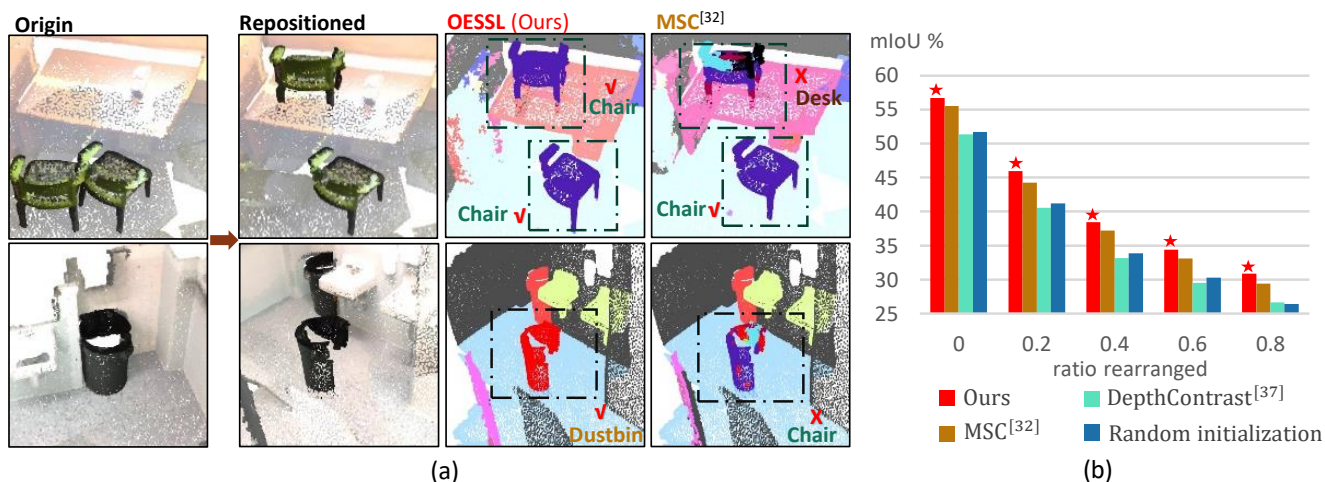 Origin
Repositioned
OESSL (Ours)
MSC[32]
√
Chair
X
Desk
Chair √
Chair √
√
Dustbin
X
Chair
(a)
mIoU %
60
55
50
45
40
35
30
25
0 0.2 0.4 0.6 0.8
ratio rearranged
Ours
DepthContrast[37]
MSC[32]
Random initialization
(b)